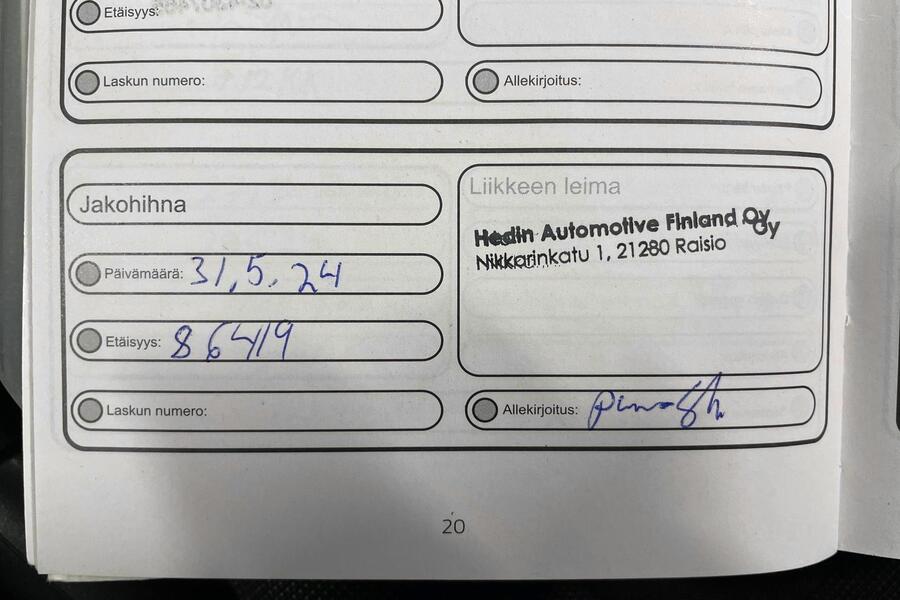 Etäisyys:
Laskun numero:
Allekirjoitus:
Jakohihna
Päivämäärä: 31.5.24
Etäisyys: 86419
Laskun numero:
Liikkeen leima
Hedin Automotive Finland Oy
Nikkarinkatu 1, 21280 Raisio
Allekirjoitus:
20